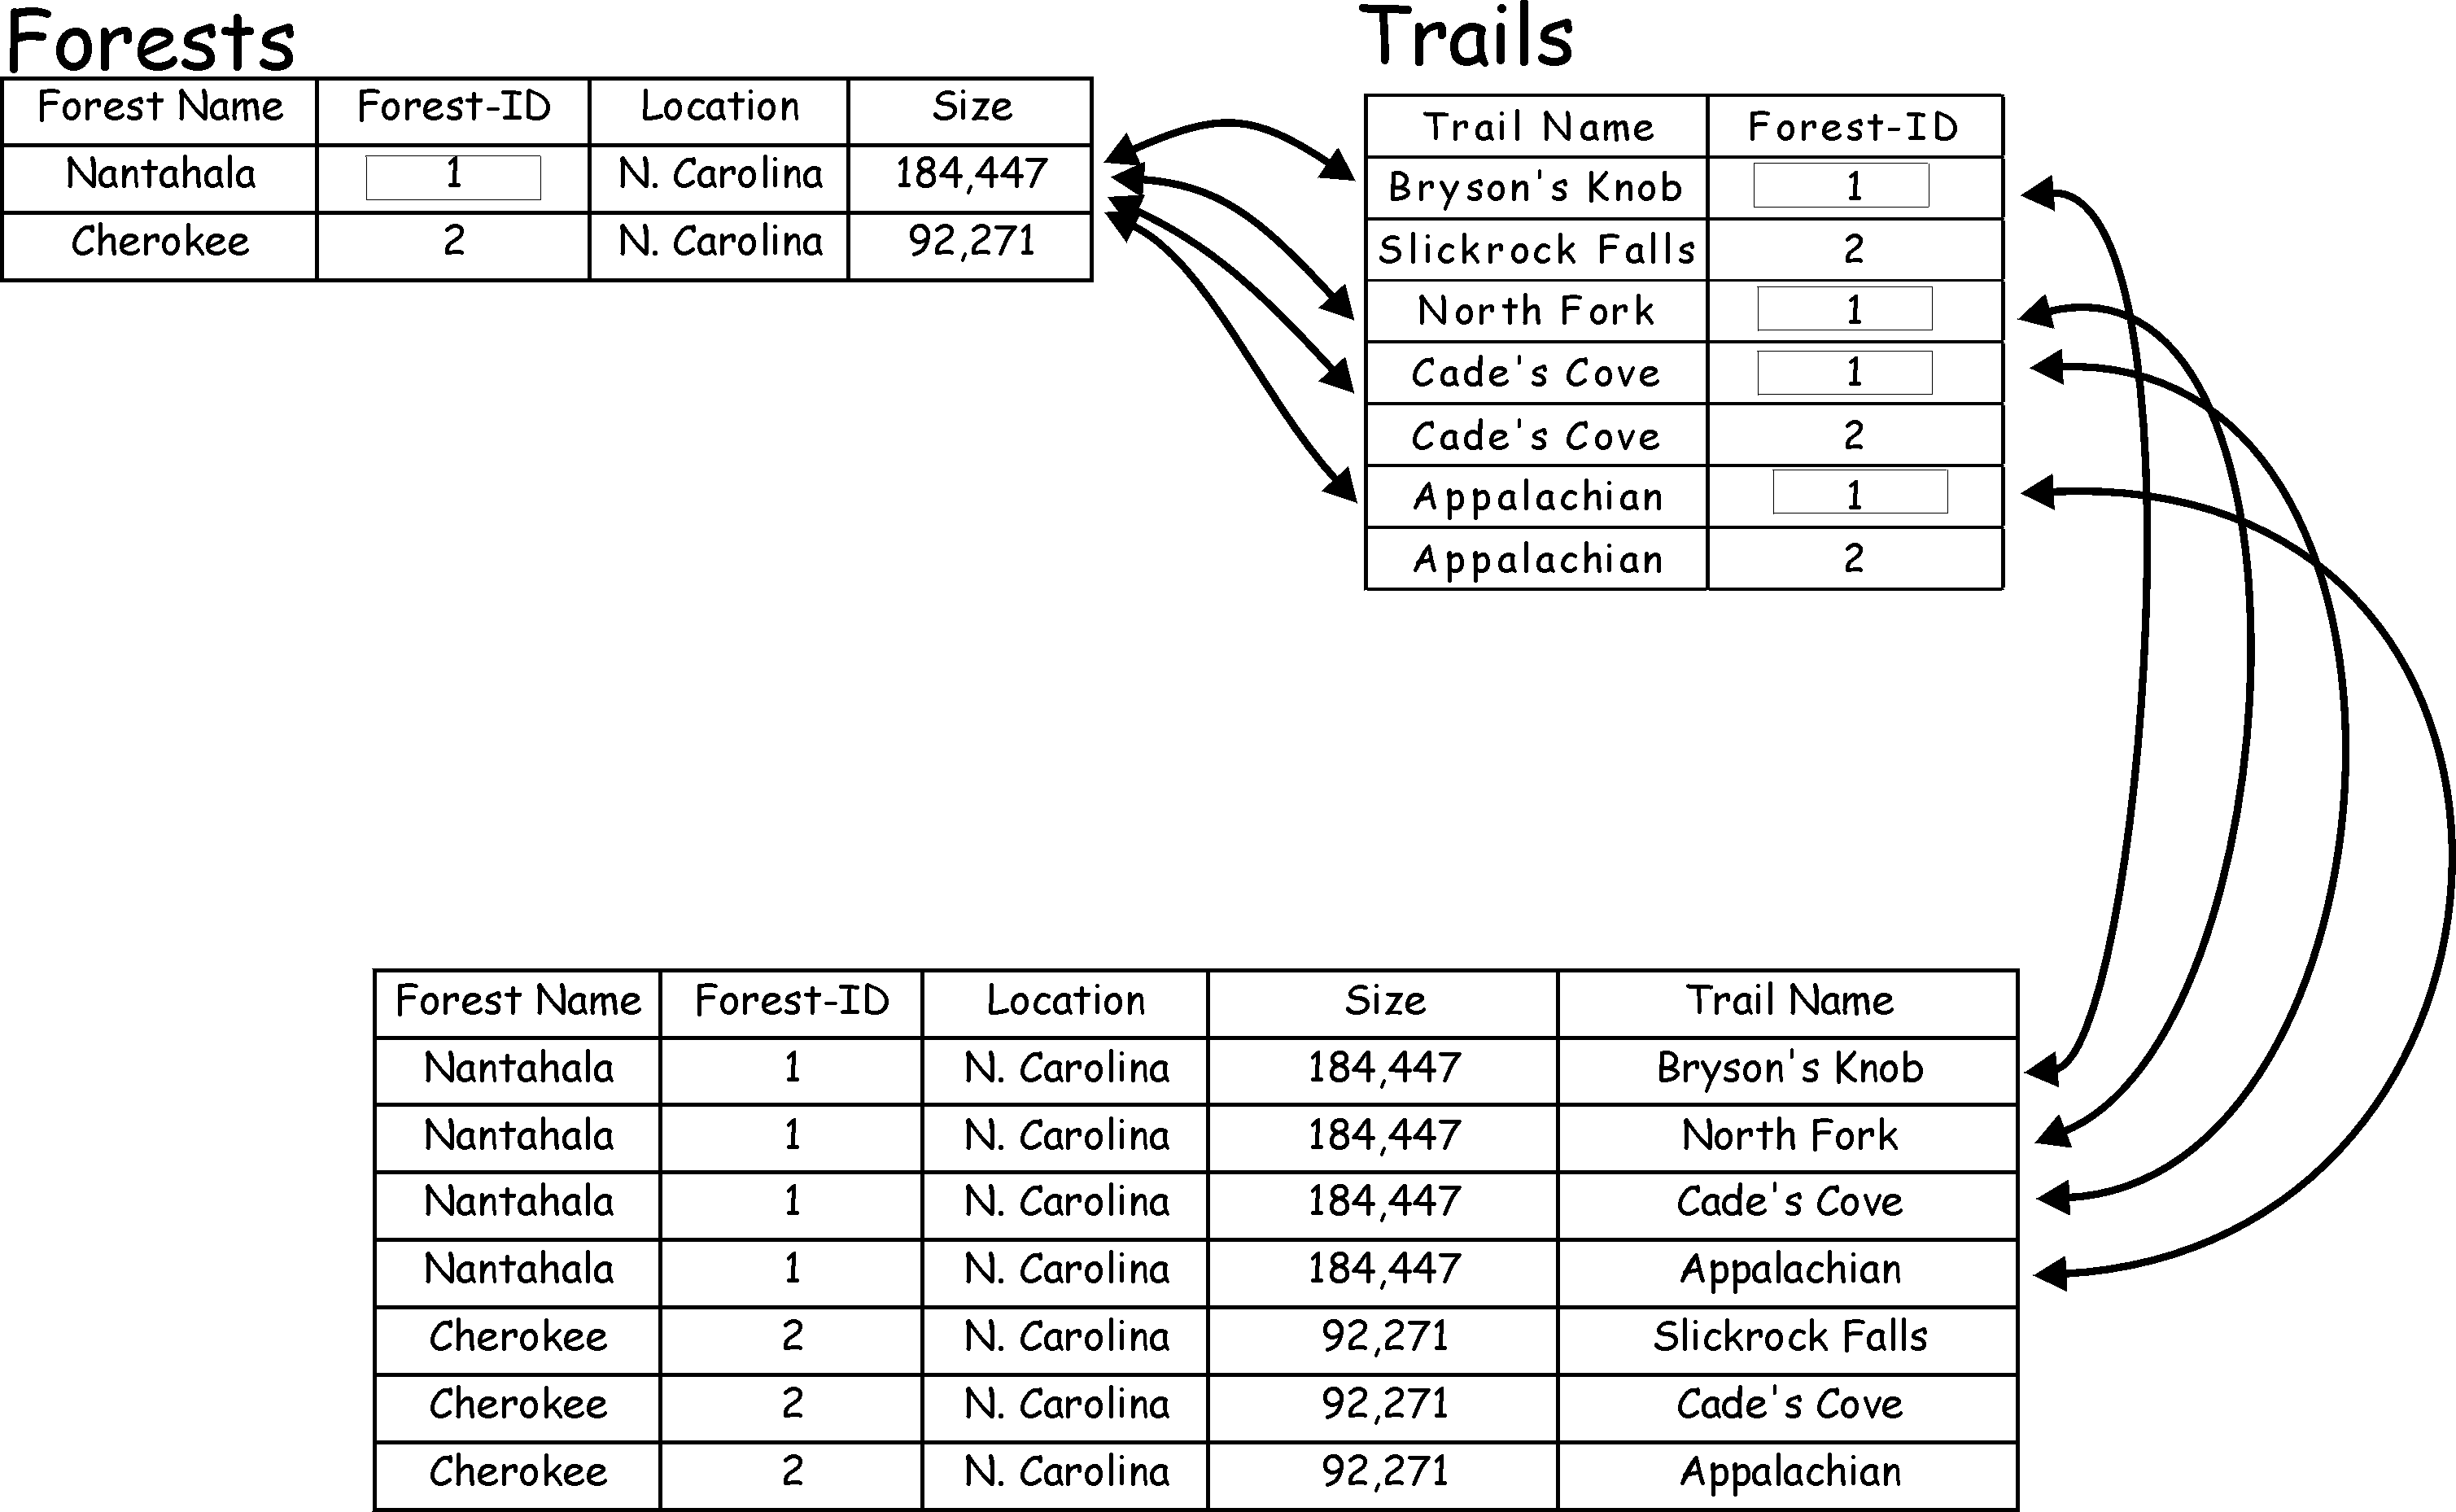 Forests
Forest Name Forest-ID Location Size
Nantahala 1 N. Carolina 184,447
Cherokee 2 N. Carolina 92,271
Trails
Trail Name Forest-ID
Bryson's Knob 1
Slickrock Falls 2
North Fork 1
Cade's Cove 1
Cade's Cove 2
Appalachian 1
Appalachian 2
Forest Name Forest-ID Location Size Trail Name
Nantahala 1 N. Carolina 184,447 Bryson's Knob
Nantahala 1 N. Carolina 184,447 North Fork
Nantahala 1 N. Carolina 184,447 Cade's Cove
Nantahala 1 N. Carolina 184,447 Appalachian
Cherokee 2 N. Carolina 92,271 Slickrock Falls
Cherokee 2 N. Carolina 92,271 Cade's Cove
Cherokee 2 N. Carolina 92,271 Appalachian